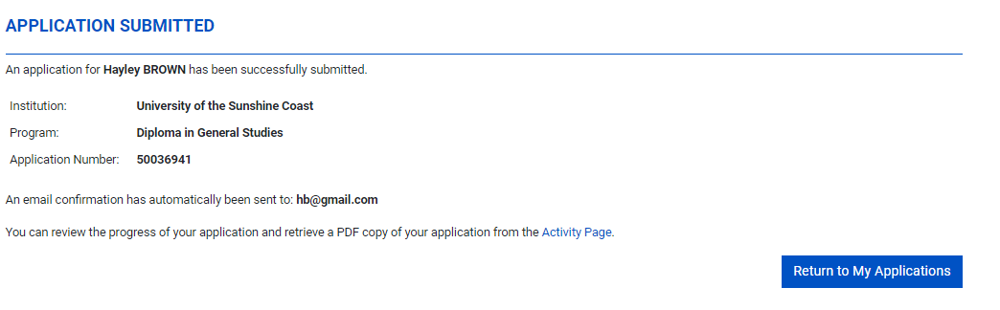 APPLICATION SUBMITTED
An application for Hayley BROWN has been successfully submitted.
Institution: University of the Sunshine Coast
Program: Diploma in General Studies
Application Number: 50036941
An email confirmation has automatically been sent to: hb@gmail.com
You can review the progress of your application and retrieve a PDF copy of your application from the Activity Page.
Return to My Applications